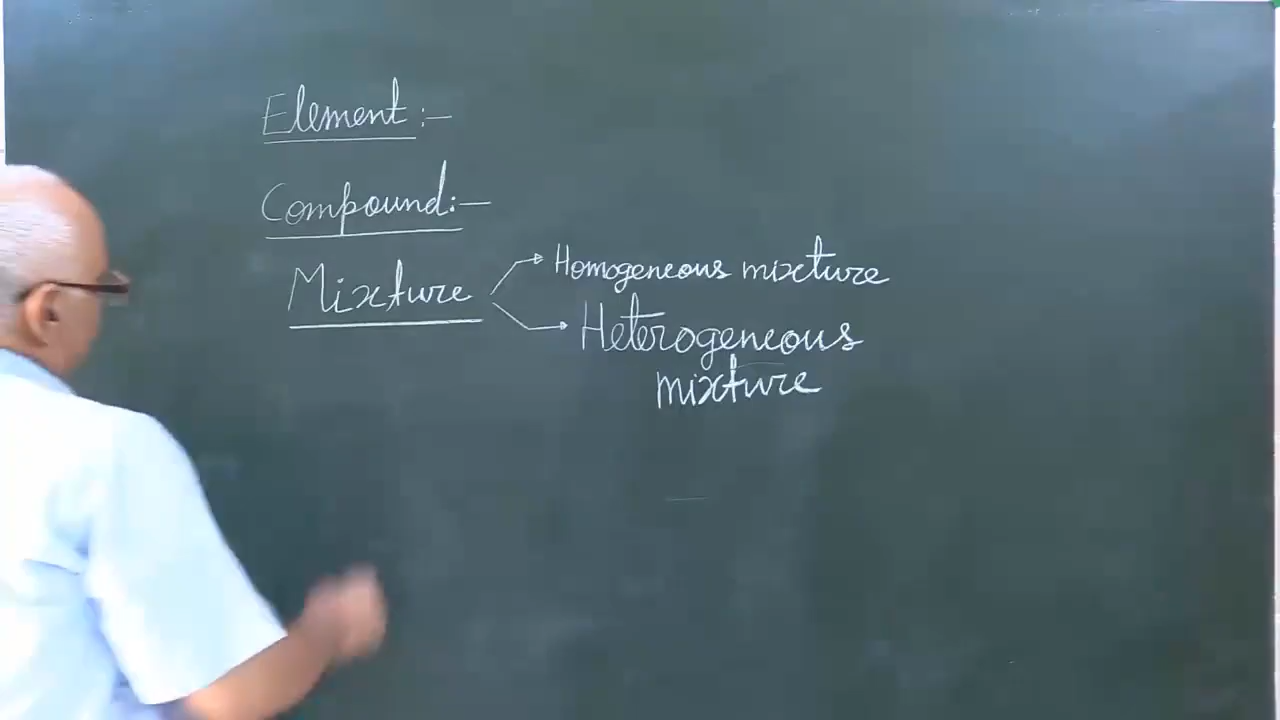 Element :-
Compound:-
Mixture
Homogeneous mixture
Heterogeneous
mixture